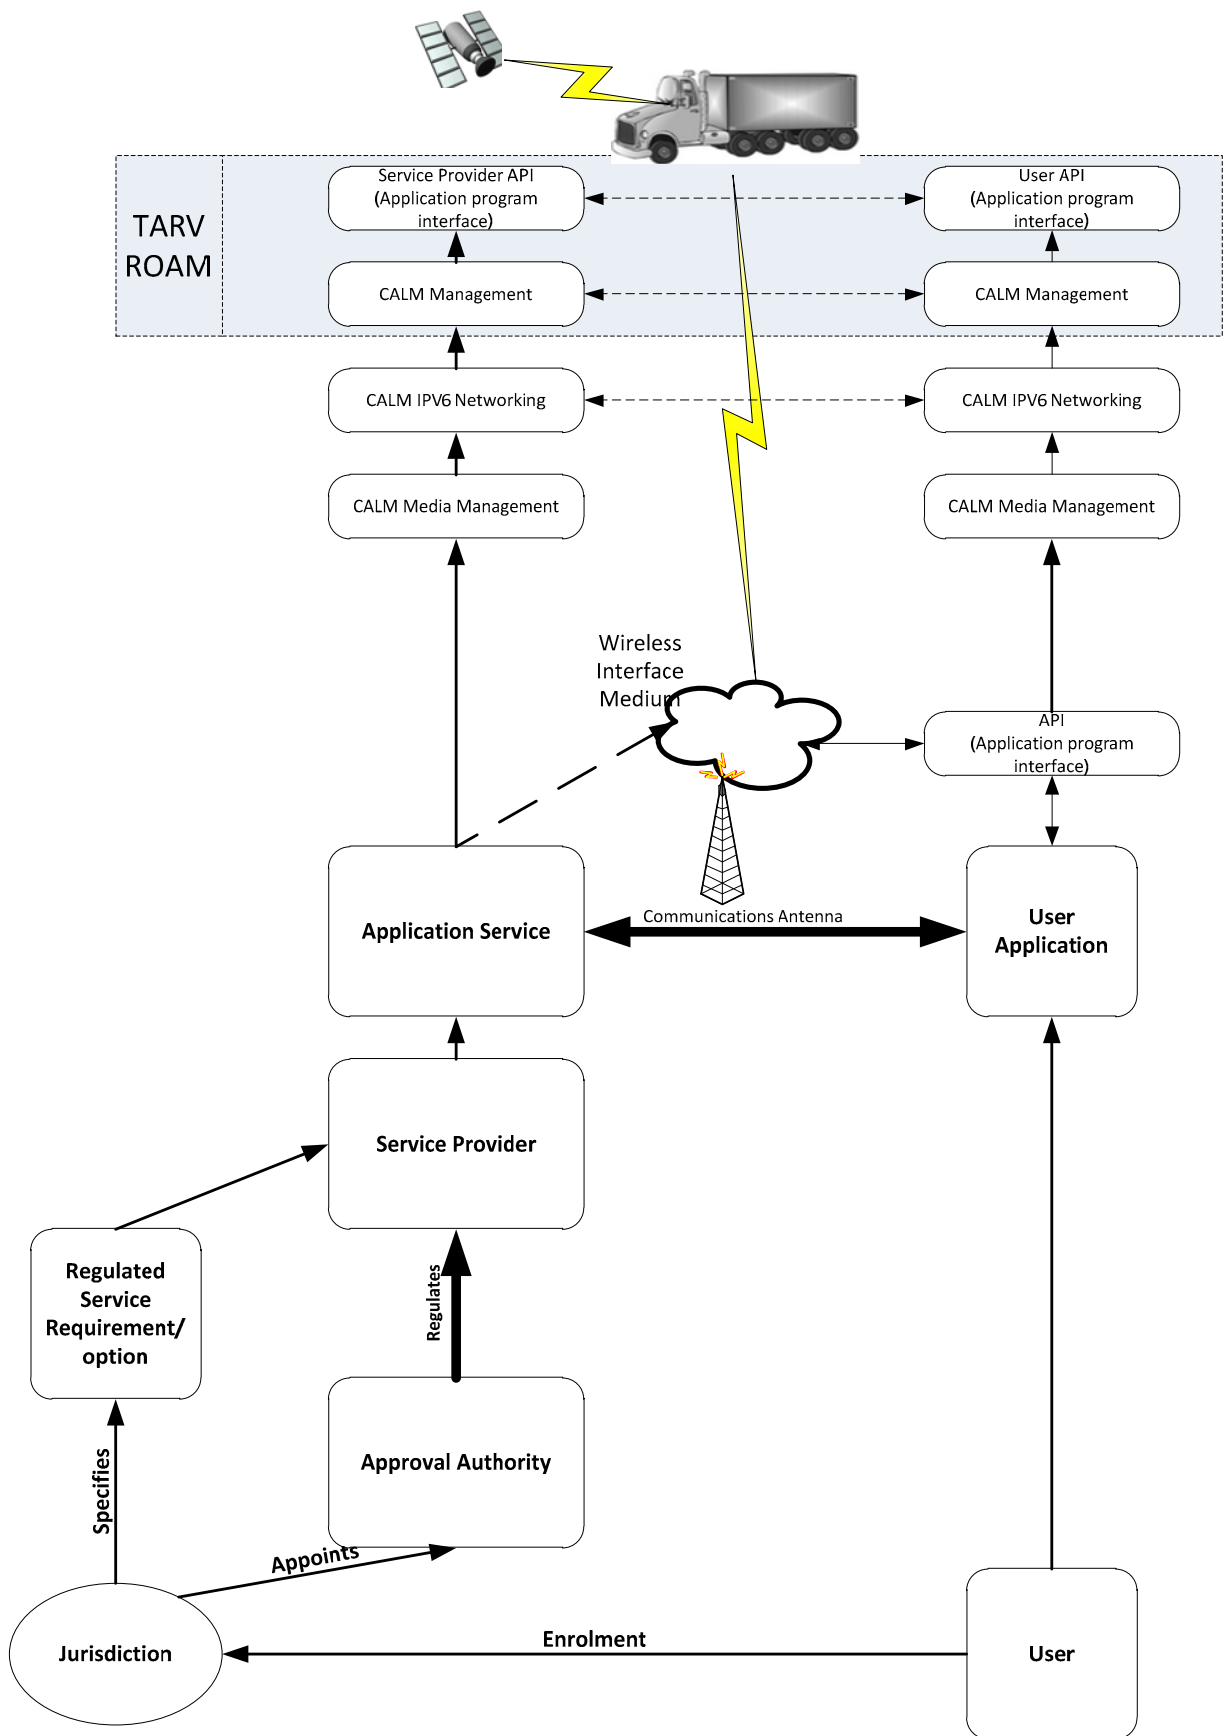 Service Provider API
(Application program
interface)
User API
(Application program
interface)
TARV
ROAM
CALM Management
CALM Management
CALM IPV6 Networking
CALM IPV6 Networking
CALM Media Management
CALM Media Management
Wireless
Interface
Medium
API
(Application program
interface)
Communications Antenna
Application Service
User
Application
Service Provider
Regulated
Service
Requirement/
option
Regulates
Approval Authority
Specifies
Appoints
Enrolment
Jurisdiction
User